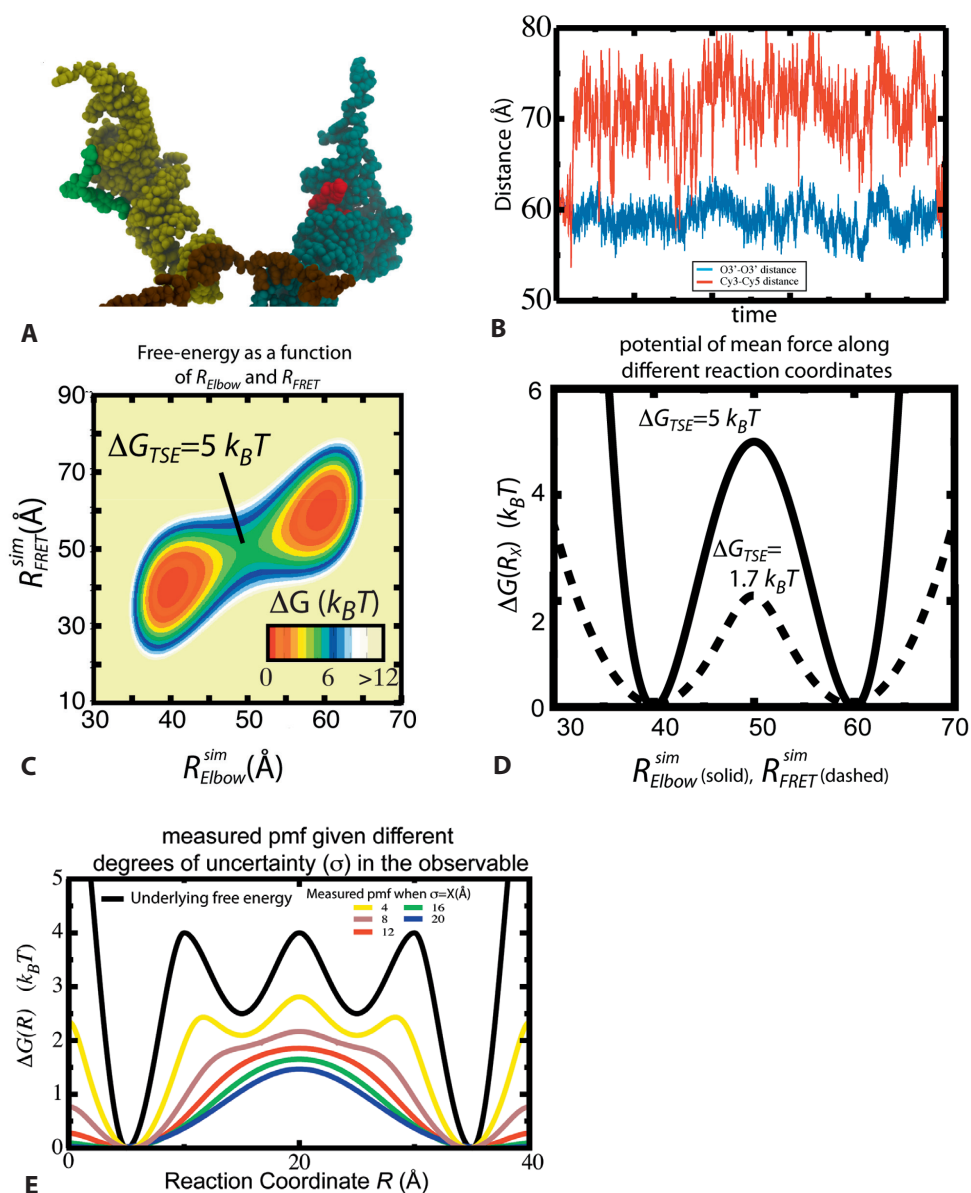 A
80
70
60
50
Distance (Å)
O3'-O3' distance
Cy3-Cy5 distance
time
B
Free-energy as a function
of R_Elbow and R_FRET
90
70
50
30
10
R^sim_FRET(Å)
ΔG_TSE=5 k_BT
ΔG (k_BT)
0 6 >12
30 40 50 60 70
R^sim_Elbow(Å)
C
potential of mean force along
different reaction coordinates
6
4
2
0
ΔG(R_X) (k_BT)
ΔG_TSE=5 k_BT
ΔG_TSE=
1.7 k_BT
30 40 50 60 70
R^sim_Elbow (solid), R^sim_FRET (dashed)
D
measured pmf given different
degrees of uncertainty (σ) in the observable
5
4
3
2
1
0
ΔG(R) (k_BT)
Underlying free energy
Measured pmf when σ=X(Å)
4 16
8 20
12
0 20 40
Reaction Coordinate R (Å)
E